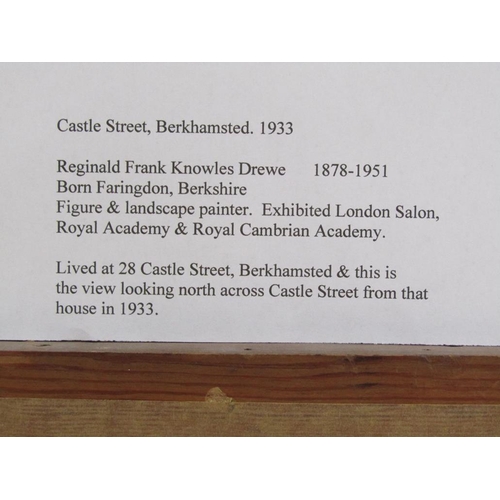 Castle Street, Berkhamsted. 1933
Reginald Frank Knowles Drewe 1878-1951
Born Faringdon, Berkshire
Figure & landscape painter. Exhibited London Salon,
Royal Academy & Royal Cambrian Academy.
Lived at 28 Castle Street, Berkhamsted & this is
the view looking north across Castle Street from that
house in 1933.